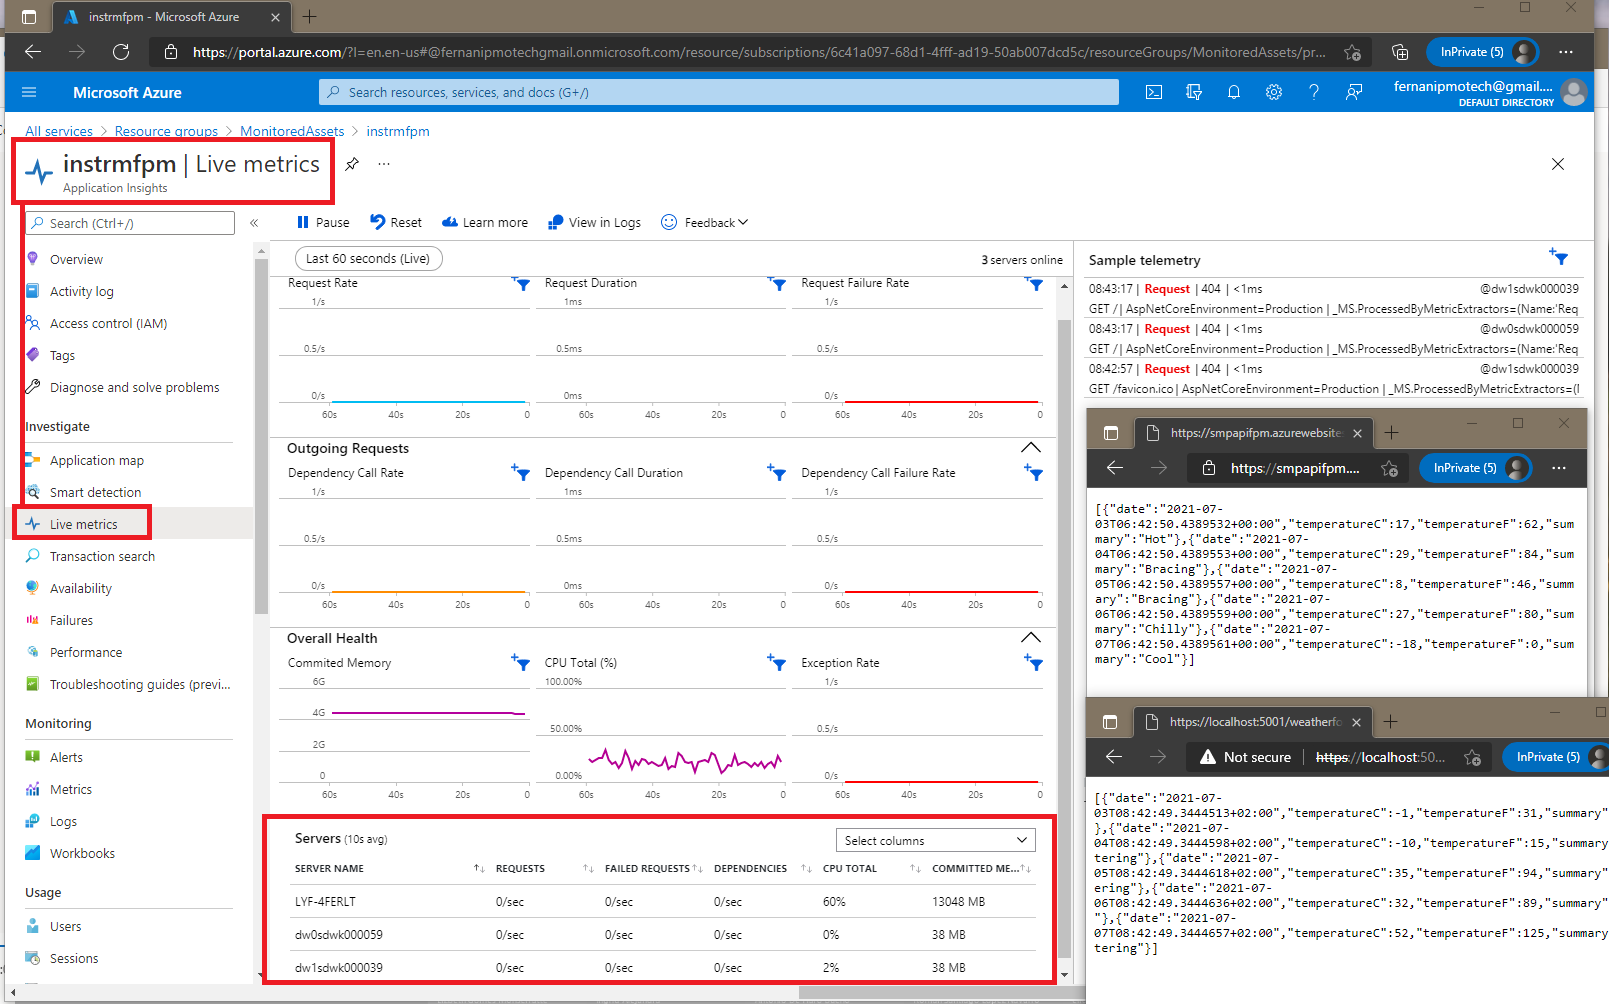 instrmfpm - Microsoft Azure
https://portal.azure.com/?l=en.en-us#@fernanipmotechgmail.onmicrosoft.com/resource/subscriptions/6c41a097-68d1-4fff-ad19-50ab007dcd5c/resourceGroups/MonitoredAssets/pr...
InPrivate (5)
Microsoft Azure
Search resources, services, and docs (G+/)
fernanipmotech@gmail....
DEFAULT DIRECTORY
All services > Resource groups > MonitoredAssets > instrmfpm
instrmfpm | Live metrics
Application Insights
Search (Ctrl+/)
Overview
Activity log
Access control (IAM)
Tags
Diagnose and solve problems
Investigate
Application map
Smart detection
Live metrics
Transaction search
Availability
Failures
Performance
Troubleshooting guides (previ...
Monitoring
Alerts
Metrics
Logs
Workbooks
Usage
Users
Sessions
Pause Reset Learn more View in Logs Feedback
Last 60 seconds (Live) 3 servers online
Request Rate Request Duration Request Failure Rate
1/s 1ms 1/s
0.5/s 0.5ms 0.5/s
0/s 0ms 0/s
60s 40s 20s 0 60s 40s 20s 0 60s 40s 20s 0
Outgoing Requests
Dependency Call Rate Dependency Call Duration Dependency Call Failure Rate
1/s 1ms 1/s
0.5/s 0.5ms 0.5/s
0/s 0ms 0/s
60s 40s 20s 0 60s 40s 20s 0 60s 40s 20s 0
Overall Health
Commited Memory CPU Total (%) Exception Rate
6G 100.00% 1/s
4G
50.00% 0.5/s
2G
0 0.00% 0/s
60s 40s 20s 0 60s 40s 20s 0 60s 40s 20s 0
Servers (10s avg) Select columns
SERVER NAME REQUESTS FAILED REQUESTS DEPENDENCIES CPU TOTAL COMMITTED ME...
LYF-4FERLT 0/sec 0/sec 0/sec 60% 13048 MB
dw0sdwk000059 0/sec 0/sec 0/sec 0% 38 MB
dw1sdwk000039 0/sec 0/sec 0/sec 2% 38 MB
Sample telemetry
08:43:17 | Request | 404 | <1ms @dw1sdwk000039
GET / | AspNetCoreEnvironment=Production | _MS.ProcessedByMetricExtractors=(Name:'Req
08:43:17 | Request | 404 | <1ms @dw0sdwk000059
GET / | AspNetCoreEnvironment=Production | _MS.ProcessedByMetricExtractors=(Name:'Req
08:42:57 | Request | 404 | <1ms @dw1sdwk000039
GET /favicon.ico | AspNetCoreEnvironment=Production | _MS.ProcessedByMetricExtractors=(
https://smpapifpm.azurewebsite
https://smpapifpm.... InPrivate (5)
[{"date":"2021-07-
03T06:42:50.4389532+00:00","temperatureC":17,"temperatureF":62,"sum
mary":"Hot"},{"date":"2021-07-
04T06:42:50.4389553+00:00","temperatureC":29,"temperatureF":84,"sum
mary":"Bracing"},{"date":"2021-07-
05T06:42:50.4389557+00:00","temperatureC":8,"temperatureF":46,"summ
ary":"Bracing"},{"date":"2021-07-
06T06:42:50.4389559+00:00","temperatureC":27,"temperatureF":80,"sum
mary":"Chilly"},{"date":"2021-07-
07T06:42:50.4389561+00:00","temperatureC":-18,"temperatureF":0,"sum
mary":"Cool"}]
https://localhost:5001/weatherfo
Not secure https://localhost:50... InPrivate (5)
[{"date":"2021-07-
03T08:42:49.3444513+02:00","temperatureC":-1,"temperatureF":31,"summary"
},{"date":"2021-07-
04T08:42:49.3444598+02:00","temperatureC":-10,"temperatureF":15,"summary
tering"},{"date":"2021-07-
05T08:42:49.3444618+02:00","temperatureC":35,"temperatureF":94,"summary"
ering"},{"date":"2021-07-
06T08:42:49.3444636+02:00","temperatureC":32,"temperatureF":89,"summary"
"},{"date":"2021-07-
07T08:42:49.3444657+02:00","temperatureC":52,"temperatureF":125,"summary
tering"}]